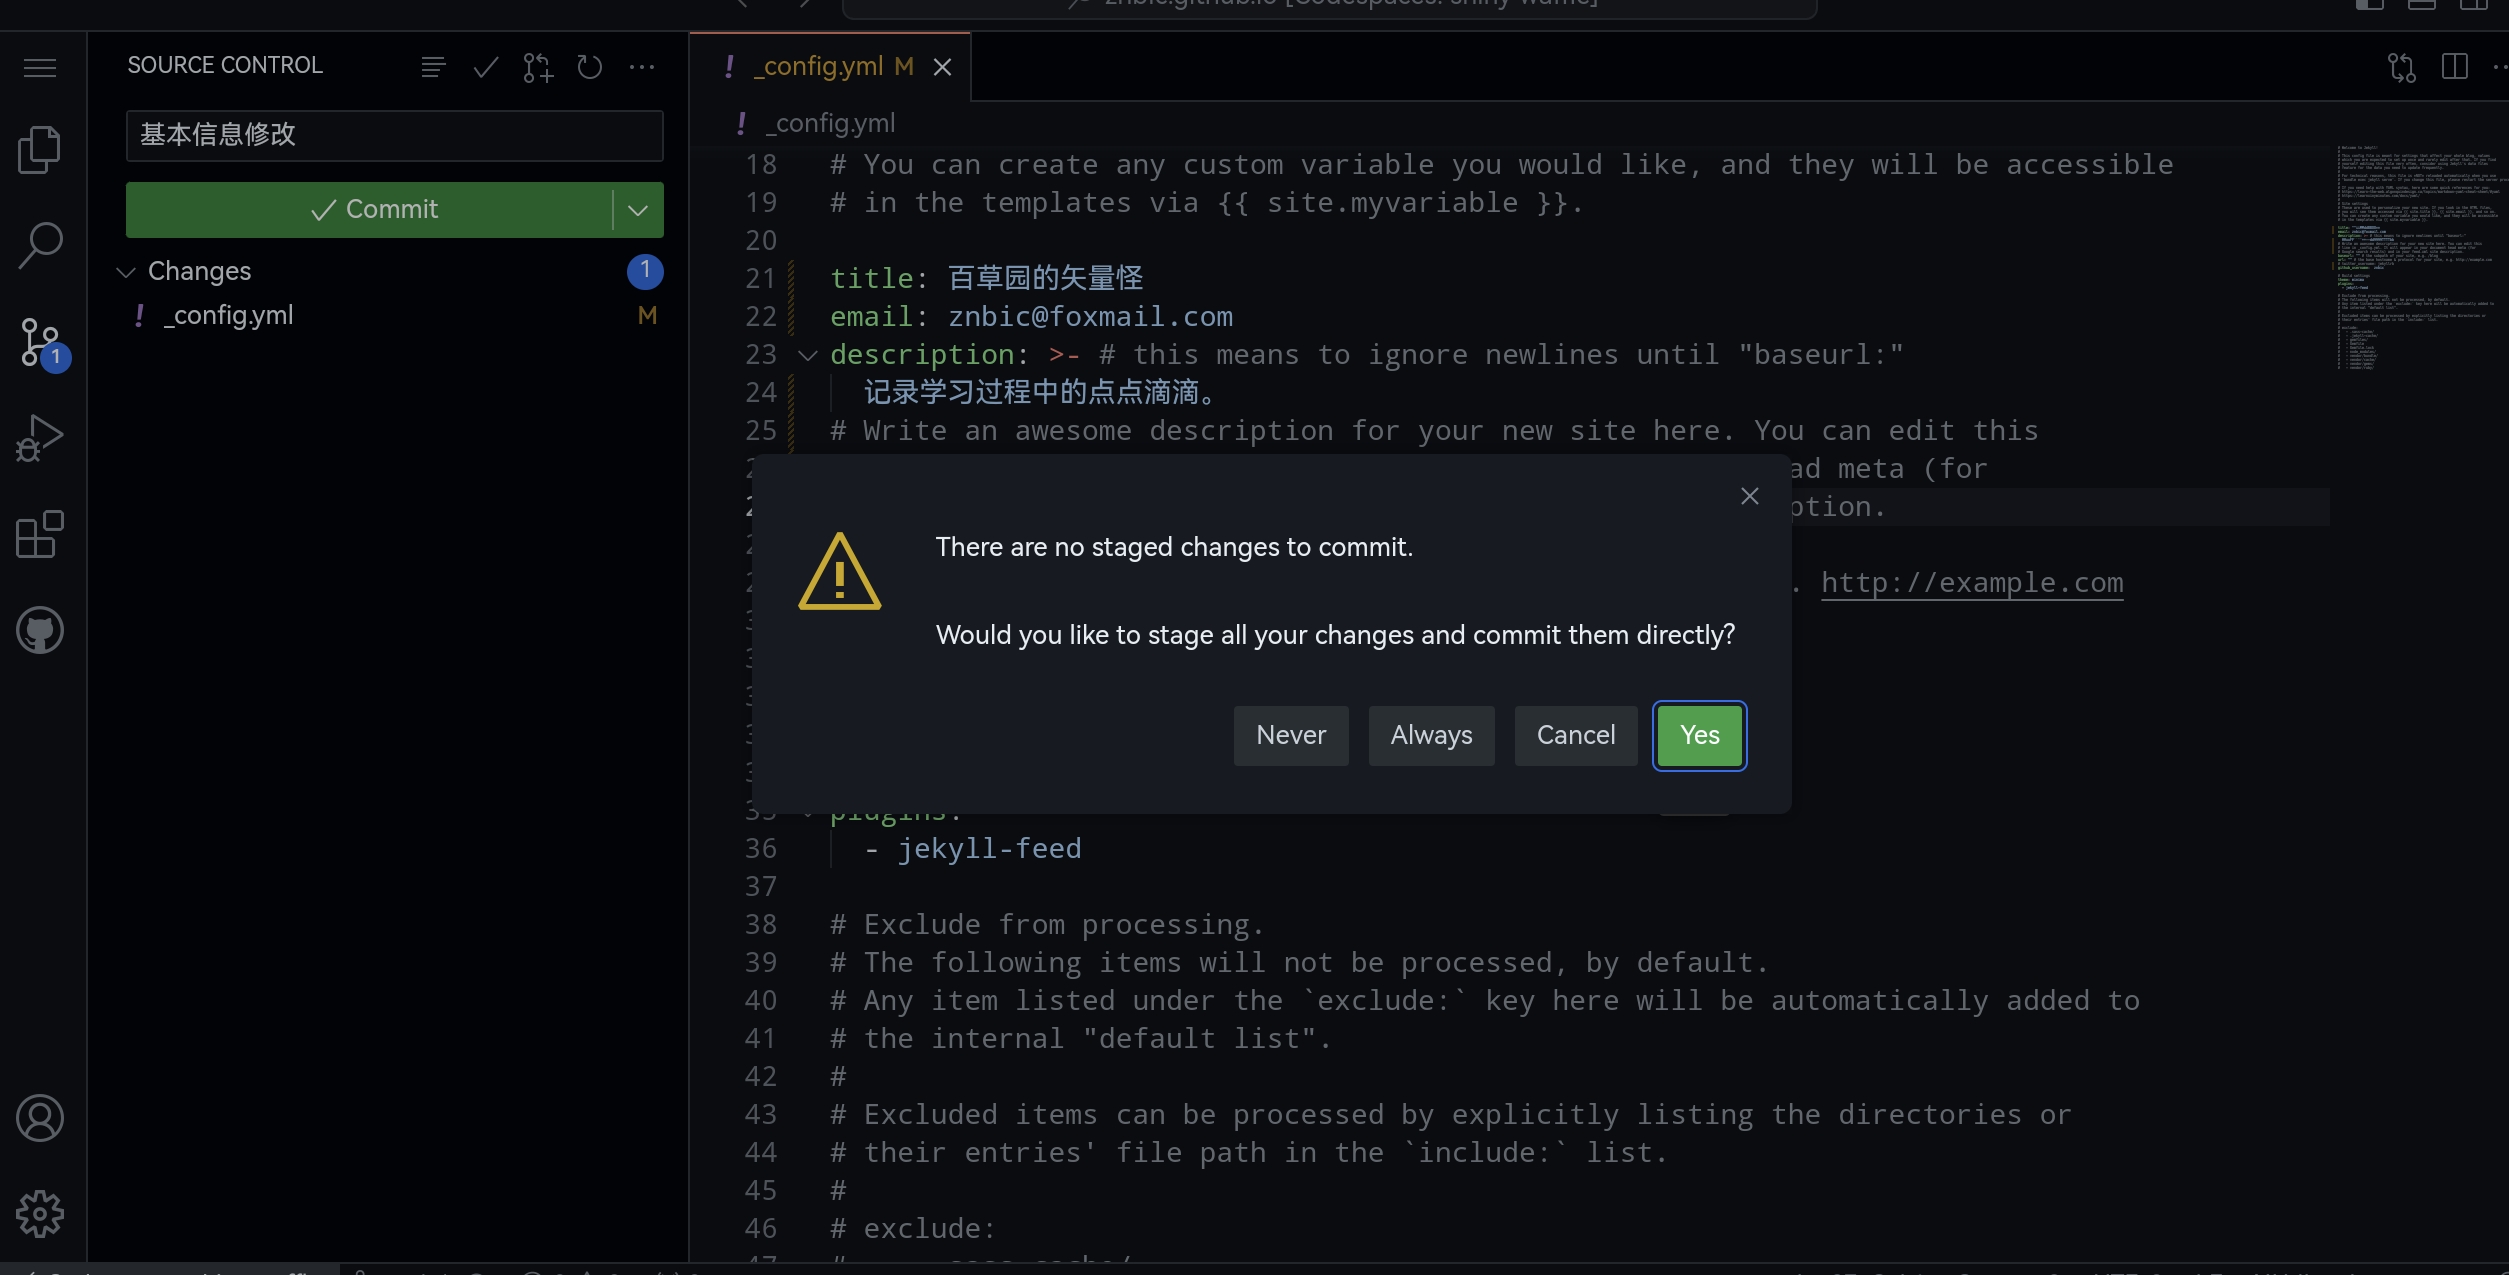 SOURCE CONTROL
基本信息修改
Commit
Changes
1
_config.yml
M
1
_config.yml M
_config.yml
18 # You can create any custom variable you would like, and they will be accessible
19 # in the templates via {{ site.myvariable }}.
20
21 title: 百草园的矢量怪
22 email: znbic@foxmail.com
23 description: >- # this means to ignore newlines until "baseurl:"
24 记录学习过程中的点点滴滴。
25 # Write an awesome description for your new site here. You can edit this
ad meta (for
ption.
. http://example.com
There are no staged changes to commit.
Would you like to stage all your changes and commit them directly?
Never Always Cancel Yes
35 plugins:
36 - jekyll-feed
37
38 # Exclude from processing.
39 # The following items will not be processed, by default.
40 # Any item listed under the `exclude:` key here will be automatically added to
41 # the internal "default list".
42 #
43 # Excluded items can be processed by explicitly listing the directories or
44 # their entries' file path in the `include:` list.
45 #
46 # exclude: